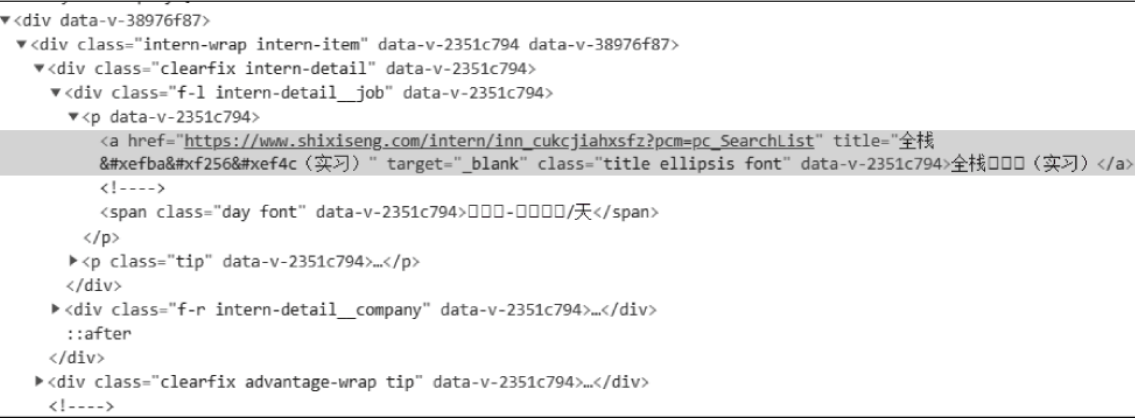 ▼<div data-v-38976f87>
▼<div class="intern-wrap intern-item" data-v-2351c794 data-v-38976f87>
▼<div class="clearfix intern-detail" data-v-2351c794>
▼<div class="f-l intern-detail__job" data-v-2351c794>
▼<p data-v-2351c794>
<a href="https://www.shixiseng.com/intern/inn_cukcjiahxsfz?pcm=pc_SearchList" title="全栈
&#xefba&#xf256&#xef4c（实习）" target="_blank" class="title ellipsis font" data-v-2351c794>全栈□□□（实习）</a>
<!---->
<span class="day font" data-v-2351c794>□□□-□□□□/天</span>
</p>
▶<p class="tip" data-v-2351c794>…</p>
</div>
▶<div class="f-r intern-detail__company" data-v-2351c794>…</div>
::after
</div>
▶<div class="clearfix advantage-wrap tip" data-v-2351c794>…</div>
<!---->